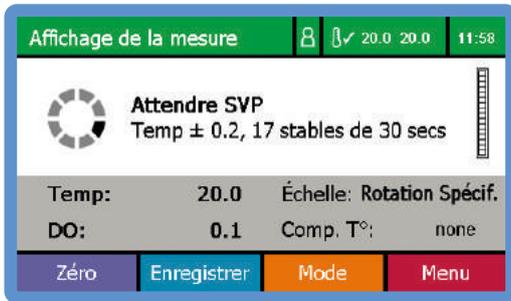 Affichage de la mesure 20.0 20.0 11:58
Attendre SVP
Temp ± 0.2, 17 stables de 30 secs
Temp: 20.0 Échelle: Rotation Spécif.
DO: 0.1 Comp. T°: none
Zéro Enregistrer Mode Menu